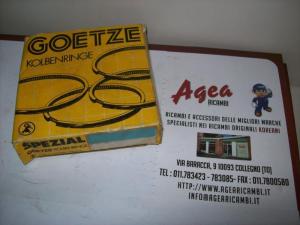 GOETZE
KOLBENRINGE
SPEZIAL
Agea
RICAMBI
RICAMBI E ACCESSORI DELLE MIGLIORI MARCHE
SPECIALISTI NEI RICAMBI ORIGINALI KOREANI
VIA BARACCA, 9 10093 COLLEGNO (TO)
TEL : 011.783423 - 783085- FAX : 011.7800580
HTTP://WWW.AGEARICAMBI.IT
INFO@AGEARICAMBI.IT